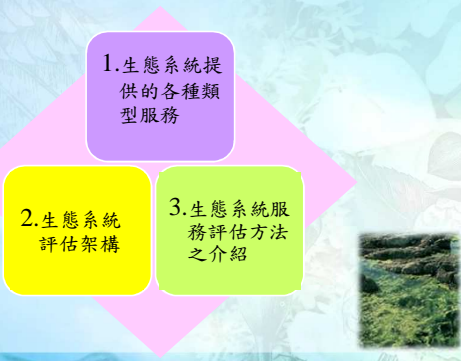 1.生態系統提
供的各種類
型服務
2.生態系統
評估架構
3.生態系統服
務評估方法
之介紹